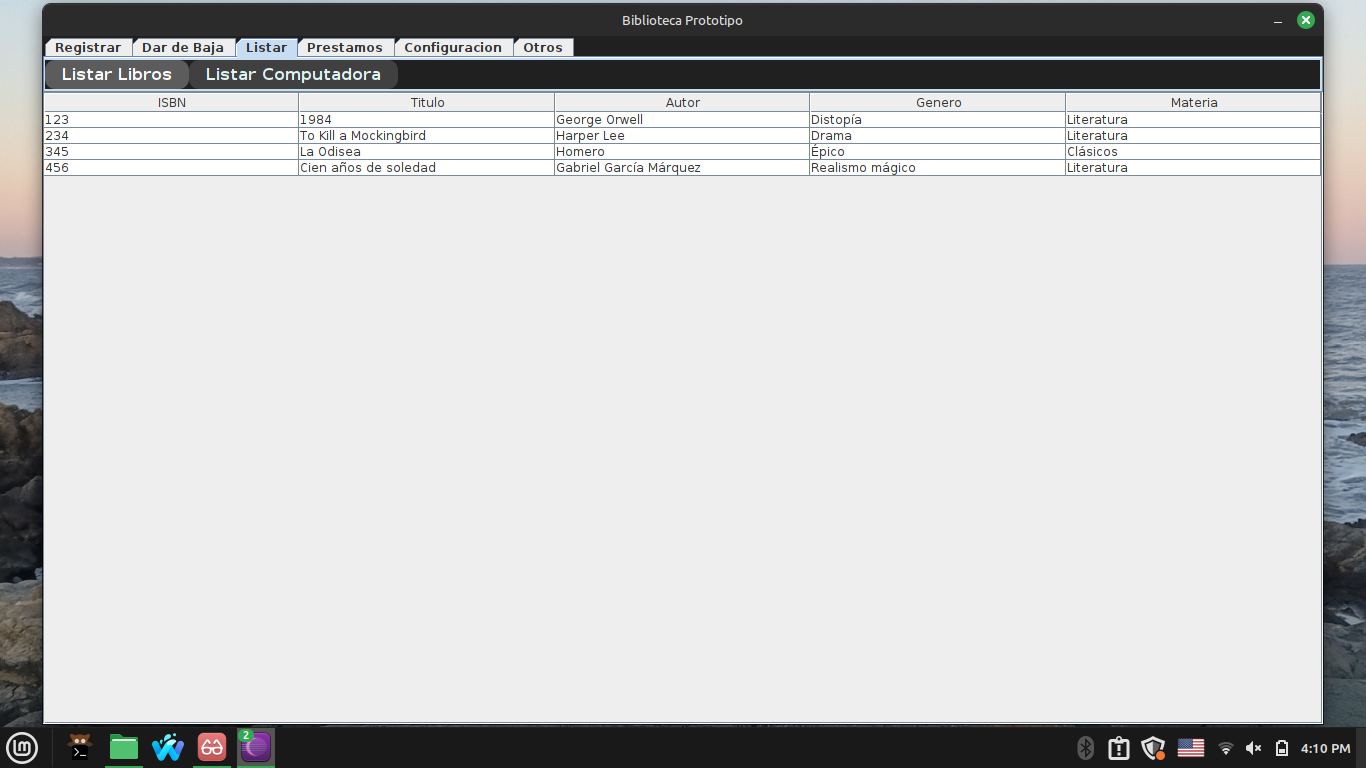 Biblioteca Prototipo
Registrar Dar de Baja Listar Prestamos Configuracion Otros
Listar Libros Listar Computadora
ISBN Titulo Autor Genero Materia
123 1984 George Orwell Distopía Literatura
234 To Kill a Mockingbird Harper Lee Drama Literatura
345 La Odisea Homero Épico Clásicos
456 Cien años de soledad Gabriel García Márquez Realismo mágico Literatura
2
4:10 PM